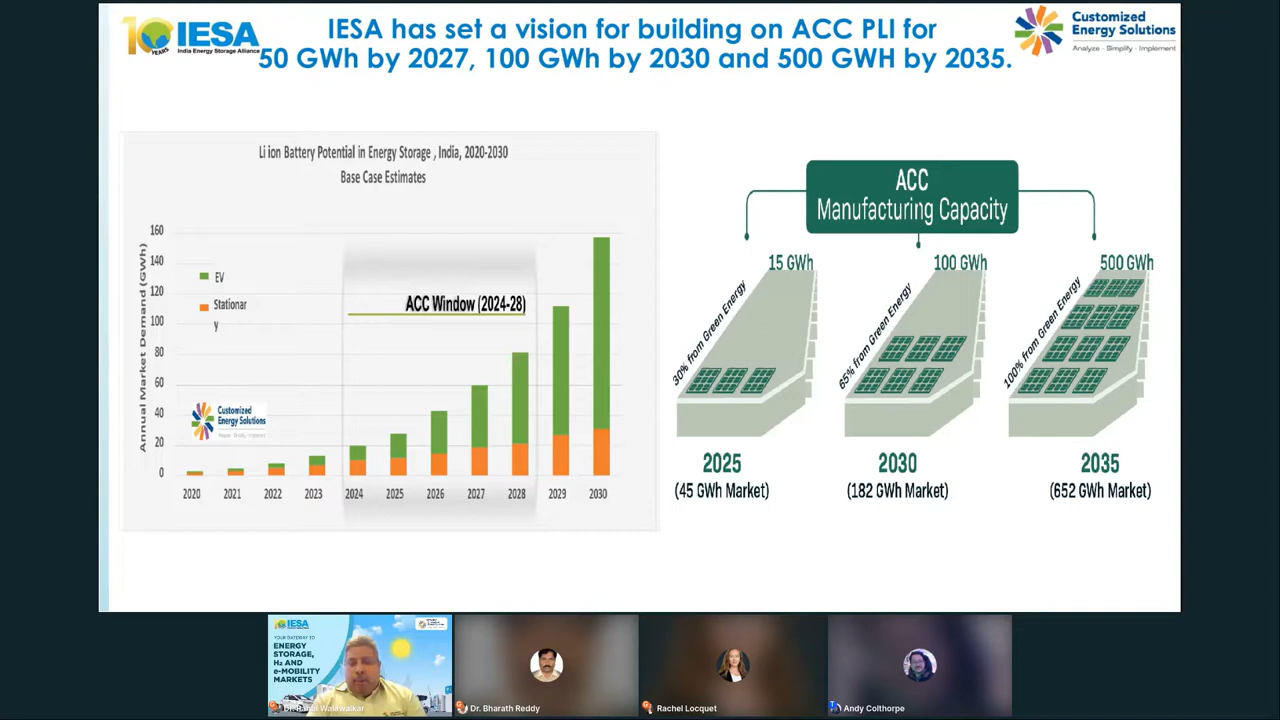 10 YEARS
IESA
India Energy Storage Alliance
IESA has set a vision for building on ACC PLI for
50 GWh by 2027, 100 GWh by 2030 and 500 GWH by 2035.
Customized
Energy Solutions
Analyze · Simplify · Implement
Li ion Battery Potential in Energy Storage , India, 2020-2030
Base Case Estimates
Annual Market Demand (GWh)
160
140
120
100
80
60
40
20
0
EV
Stationar
y
ACC Window (2024-28)
Customized
Energy Solutions
2020 2021 2022 2023 2024 2025 2026 2027 2028 2029 2030
ACC
Manufacturing Capacity
15 GWh
30% from Green Energy
2025
(45 GWh Market)
100 GWh
65% from Green Energy
2030
(182 GWh Market)
500 GWh
100% from Green Energy
2035
(652 GWh Market)
IESA
YOUR GATEWAY TO
ENERGY
STORAGE,
H₂ AND
e-MOBILITY
MARKETS
Dr. Rahul Walawalkar
Dr. Bharath Reddy
Rachel Locquet
Andy Colthorpe